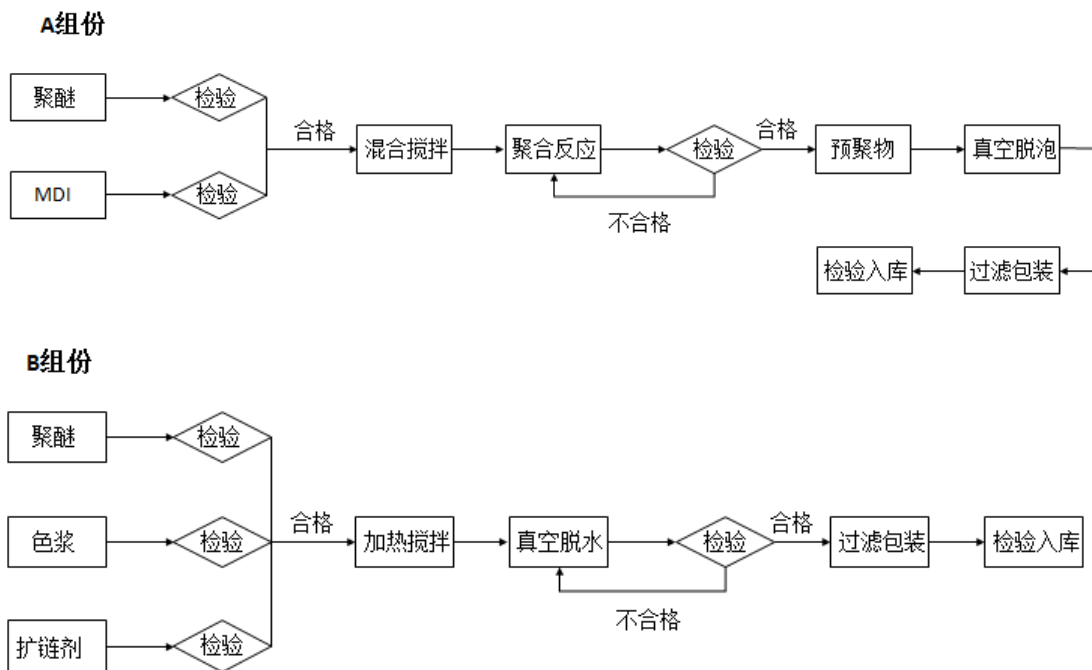 A组份
聚醚
检验
合格
混合搅拌
聚合反应
检验
合格
预聚物
真空脱泡
MDI
检验
不合格
检验入库
过滤包装
B组份
聚醚
检验
色浆
检验
合格
加热搅拌
真空脱水
检验
合格
过滤包装
检验入库
不合格
扩链剂
检验